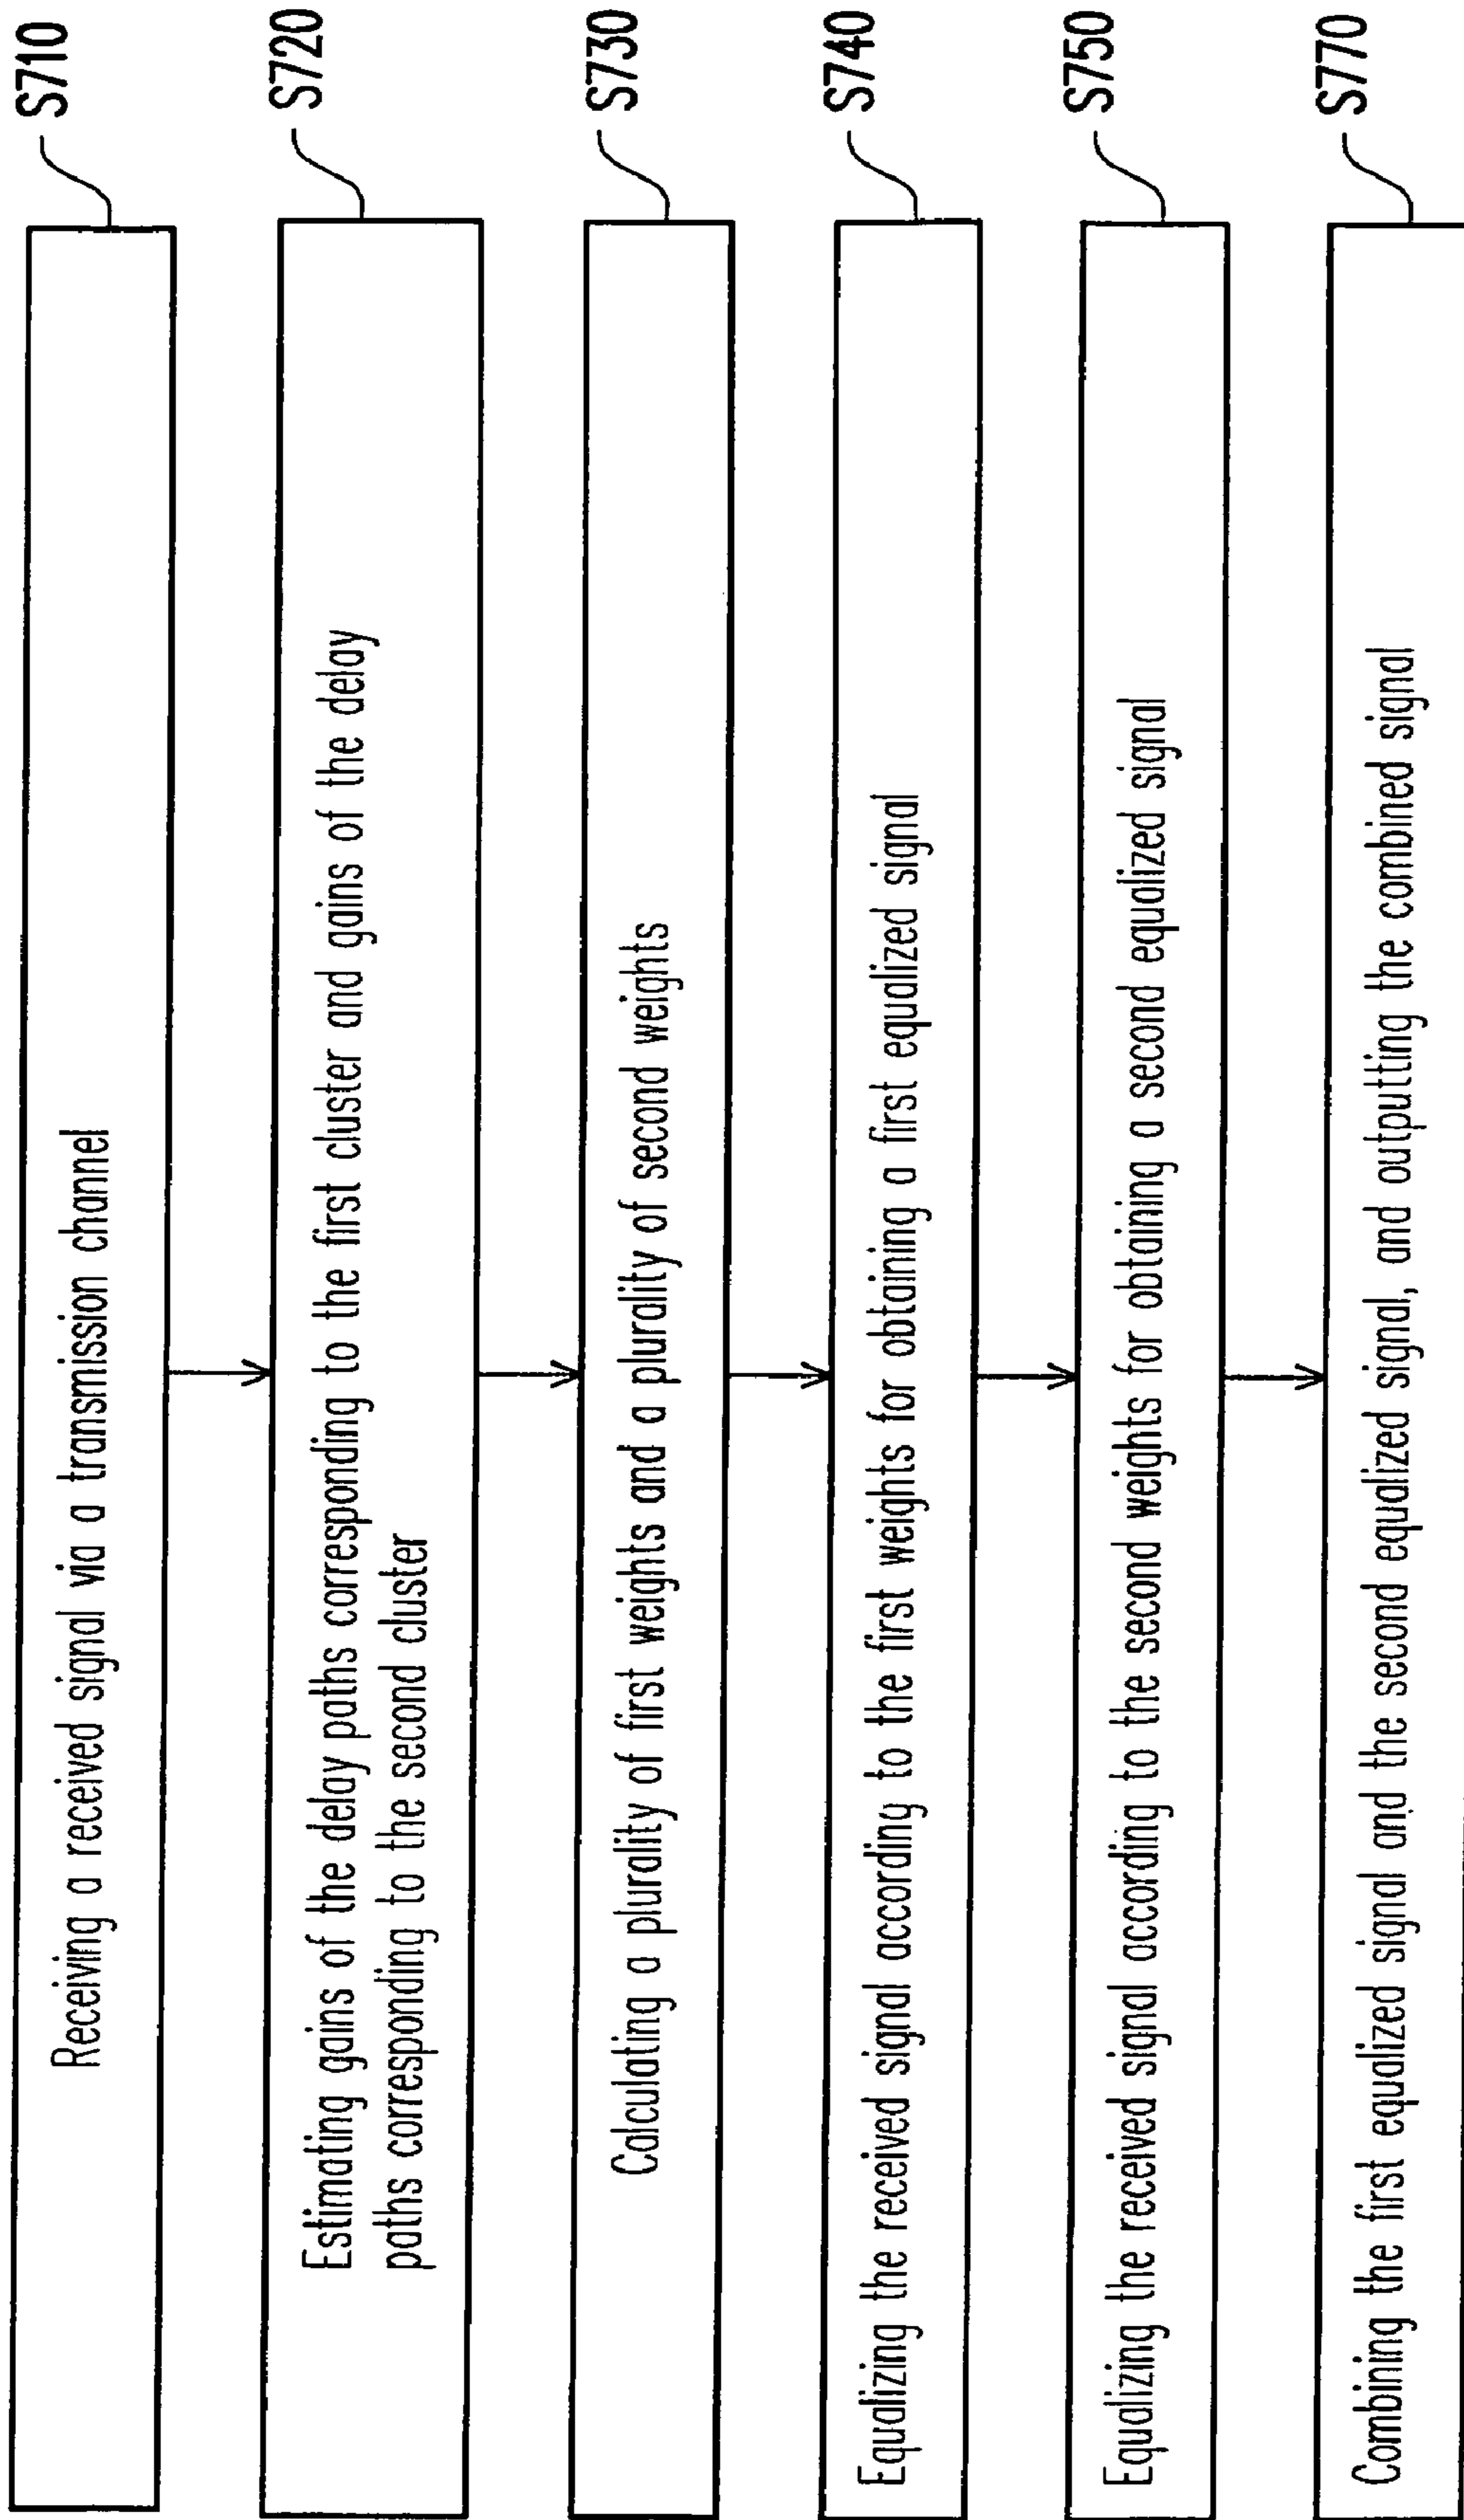 S710
Receiving a received signal via a transmission channel
S720
Estimating gains of the delay paths corresponding to the first cluster and gains of the delay
paths corresponding to the second cluster
S730
Calculating a plurality of first weights and a plurality of second weights
S740
Equalizing the received signal according to the first weights for obtaining a first equalized signal
S750
Equalizing the received signal according to the second weights for obtaining a second equalized signal
S770
Combining the first equalized signal and the second equalized signal, and outputting the combined signal